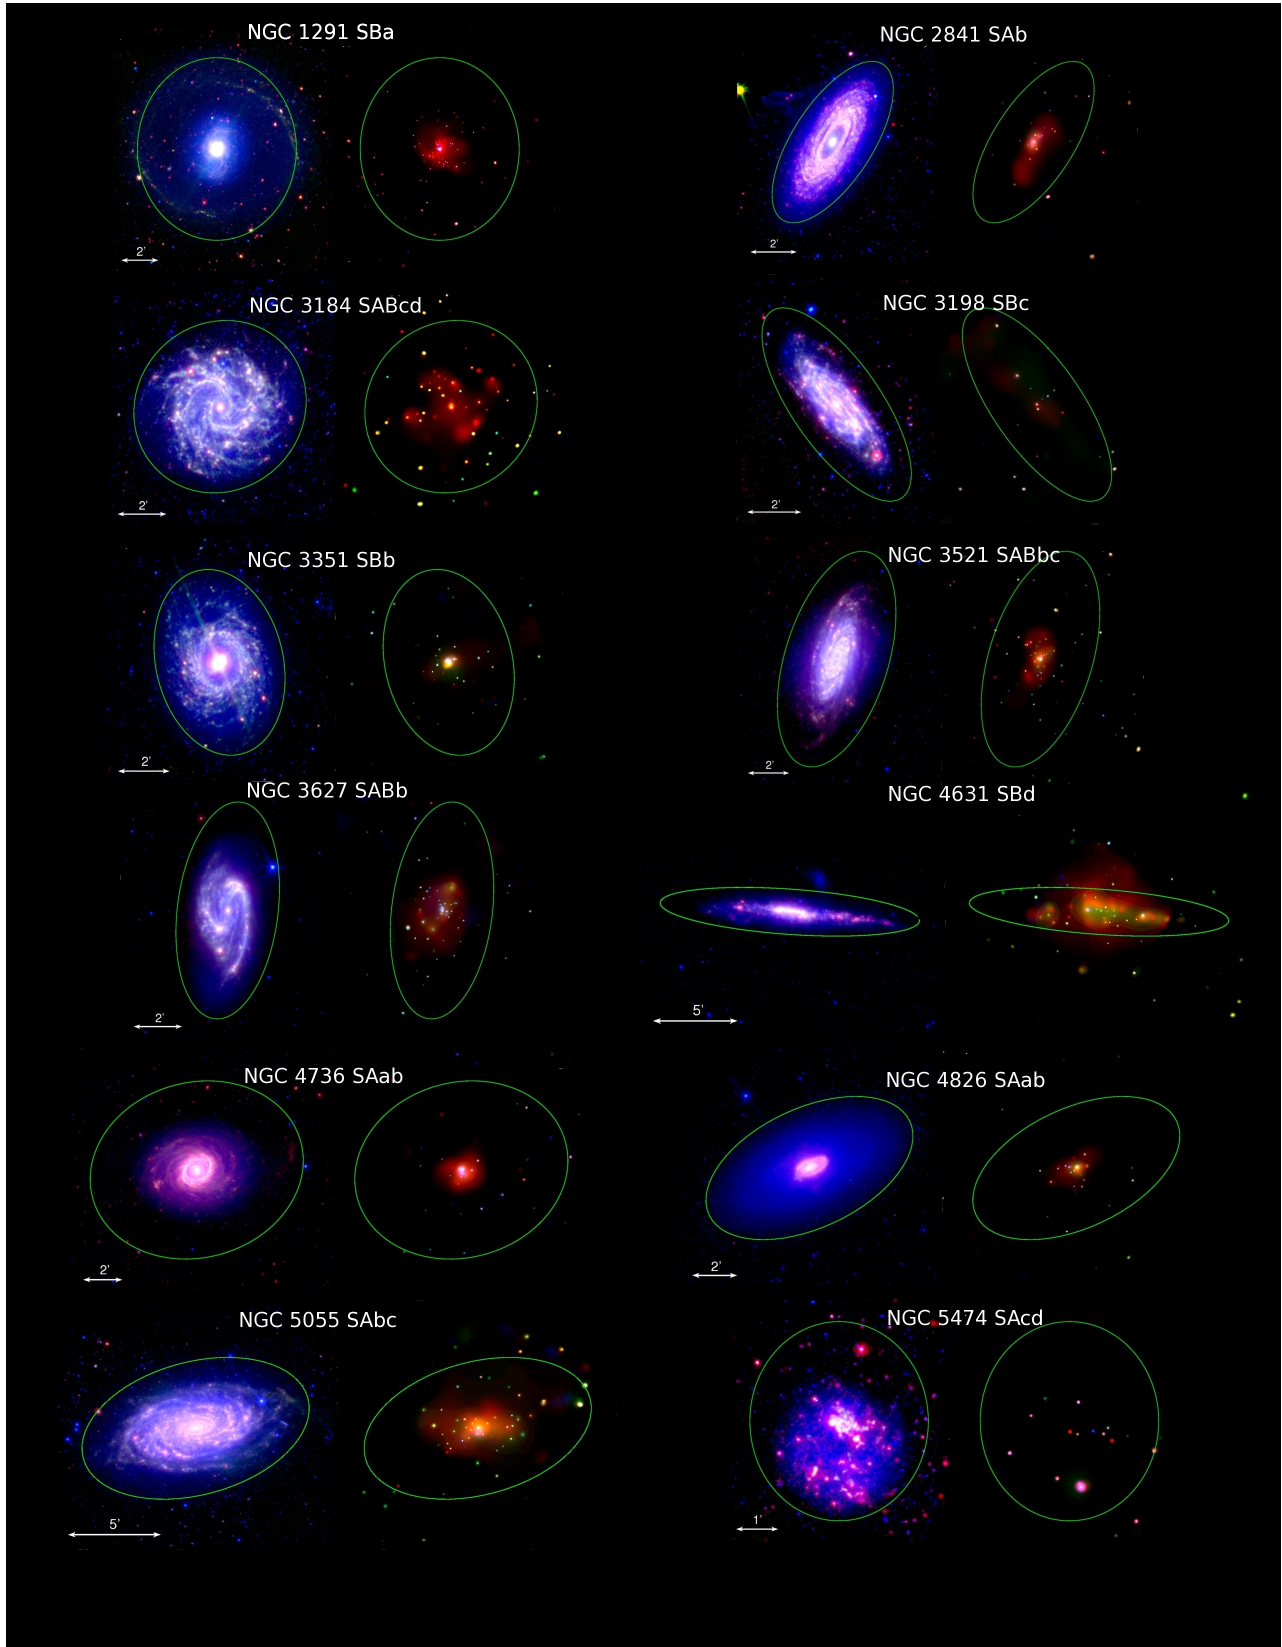 NGC 1291 SBa
NGC 2841 SAb
2'
2'
NGC 3184 SABcd
NGC 3198 SBc
2'
2'
NGC 3351 SBb
NGC 3521 SABbc
2'
2'
NGC 3627 SABb
NGC 4631 SBd
2'
5'
NGC 4736 SAab
NGC 4826 SAab
2'
2'
NGC 5055 SAbc
NGC 5474 SAcd
5'
1'